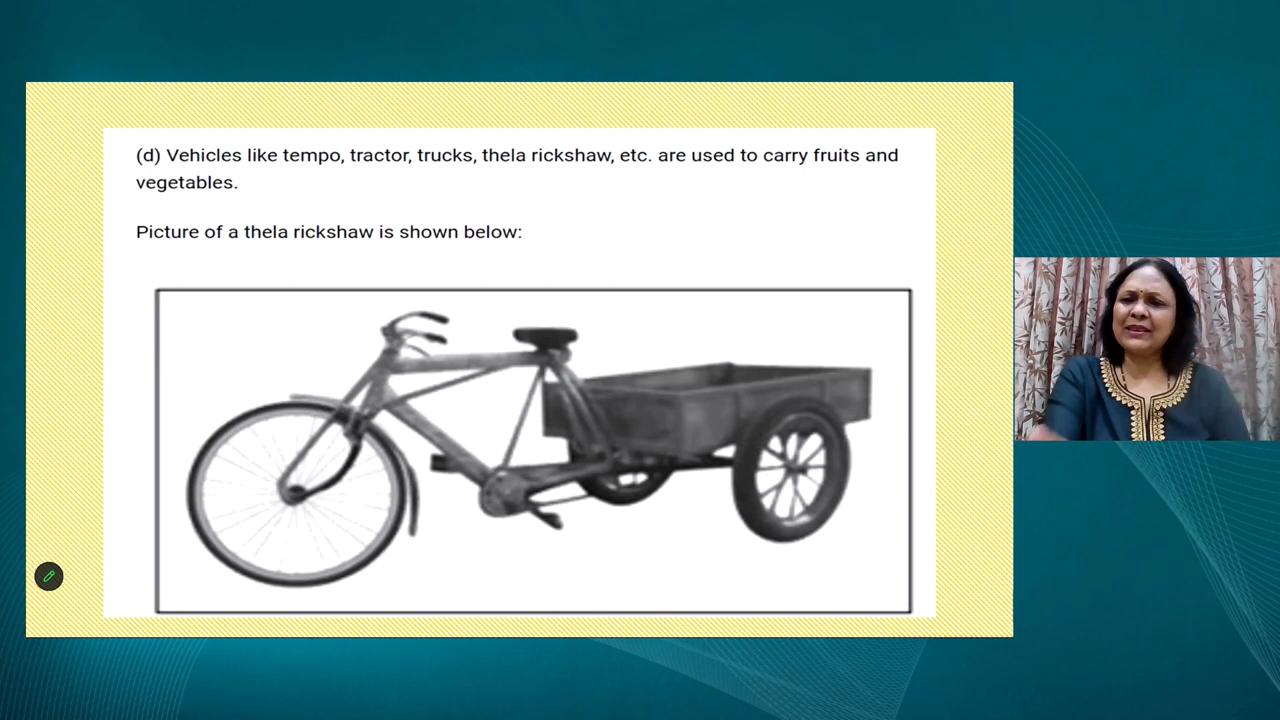 (d) Vehicles like tempo, tractor, trucks, thela rickshaw, etc. are used to carry fruits and
vegetables.
Picture of a thela rickshaw is shown below: